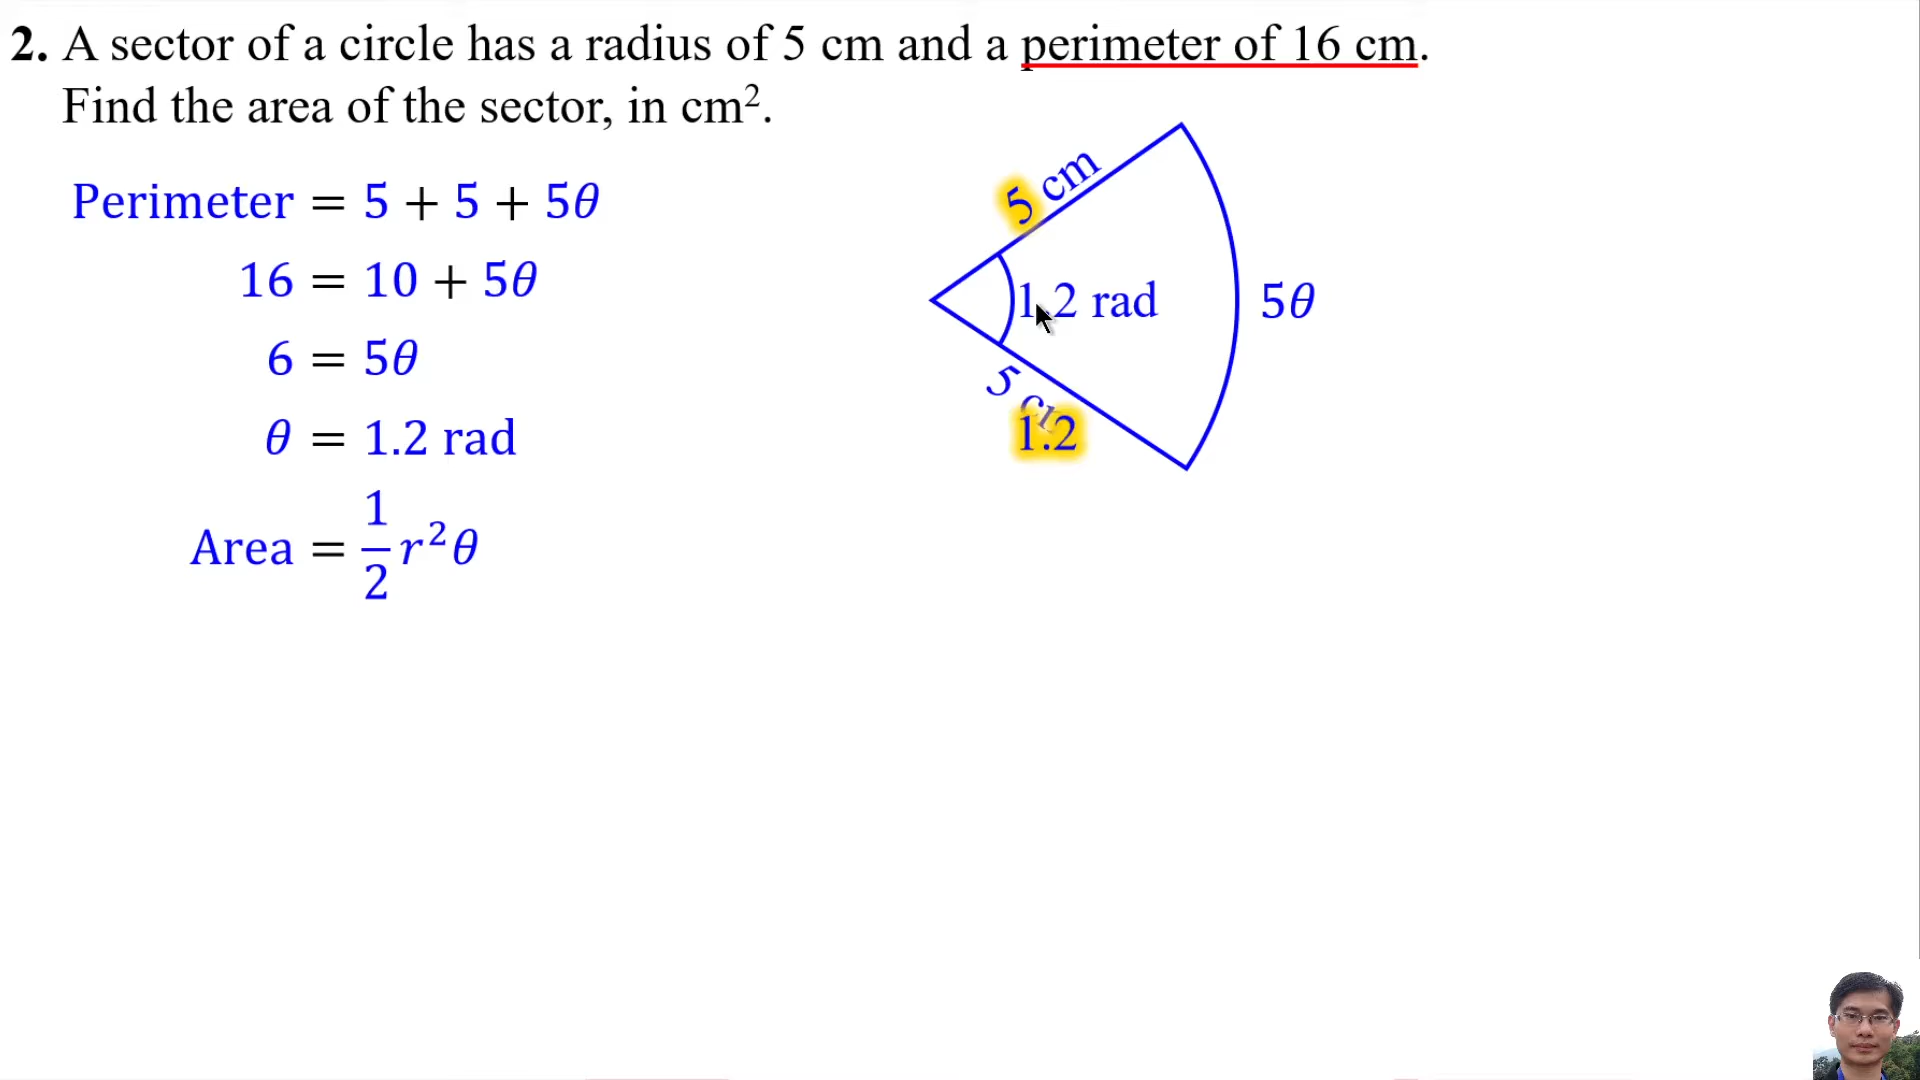 2. A sector of a circle has a radius of 5 cm and a perimeter of 16 cm.
Find the area of the sector, in cm².
Perimeter = 5 + 5 + 5θ
16 = 10 + 5θ
6 = 5θ
θ = 1.2 rad
Area = 1/2 r²θ
5 cm
1.2 rad
5θ
5
1.2